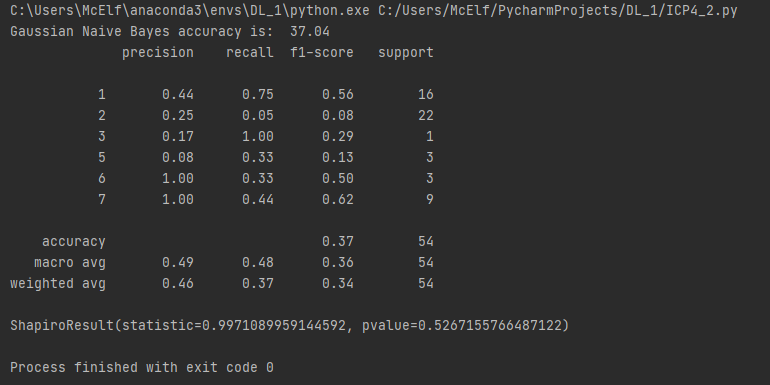 C:\Users\McElf\anaconda3\envs\DL_1\python.exe C:/Users/McElf/PycharmProjects/DL_1/ICP4_2.py
Gaussian Naive Bayes accuracy is:  37.04
              precision    recall  f1-score   support

           1       0.44      0.75      0.56        16
           2       0.25      0.05      0.08        22
           3       0.17      1.00      0.29         1
           5       0.08      0.33      0.13         3
           6       1.00      0.33      0.50         3
           7       1.00      0.44      0.62         9

    accuracy                           0.37        54
   macro avg       0.49      0.48      0.36        54
weighted avg       0.46      0.37      0.34        54

ShapiroResult(statistic=0.9971089959144592, pvalue=0.5267155766487122)

Process finished with exit code 0